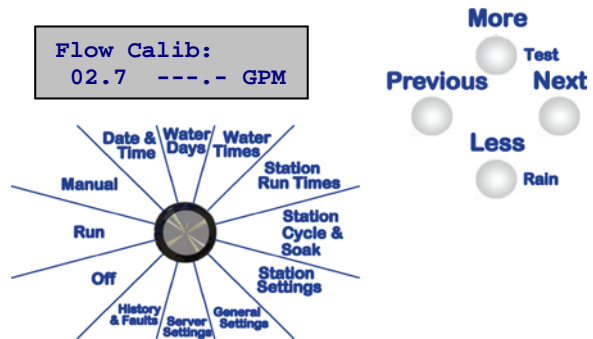 Flow Calib:
02.7 ---.- GPM
More
Test
Previous
Next
Less
Rain
Date &
Time
Water
Days
Water
Times
Station
Run Times
Station
Cycle &
Soak
Station
Settings
General
Settings
Server
Settings
History
& Faults
Off
Run
Manual